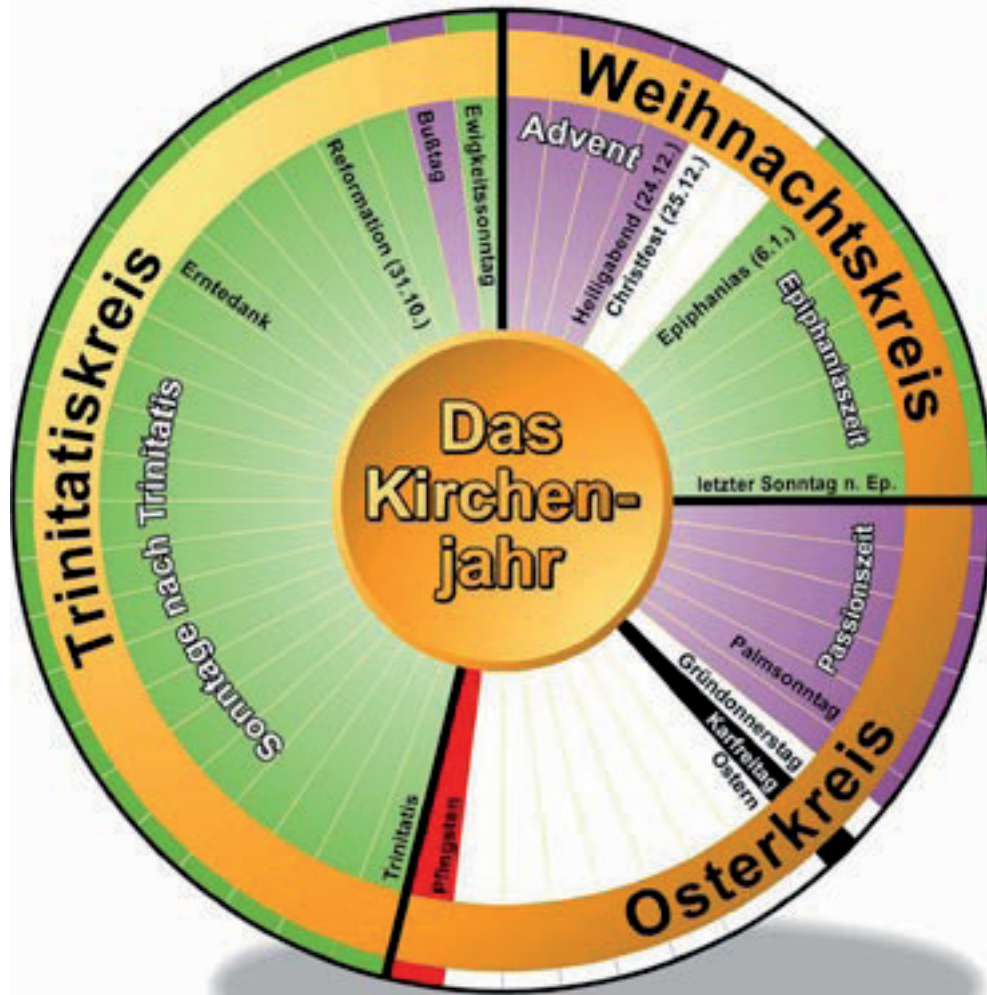 Das
Kirchen-
jahr
Weihnachtskreis
Advent
Heiligabend (24.12.)
Christfest (25.12.)
Epiphanias (6.1.)
Epiphaniaszeit
letzter Sonntag n. Ep.
Osterkreis
Passionszeit
Palmsonntag
Gründonnerstag
Karfreitag
Ostern
Pfingsten
Trinitatiskreis
Trinitatis
Sonntage nach Trinitatis
Erntedank
Reformation (31.10.)
Bußtag
Ewigkeitssonntag